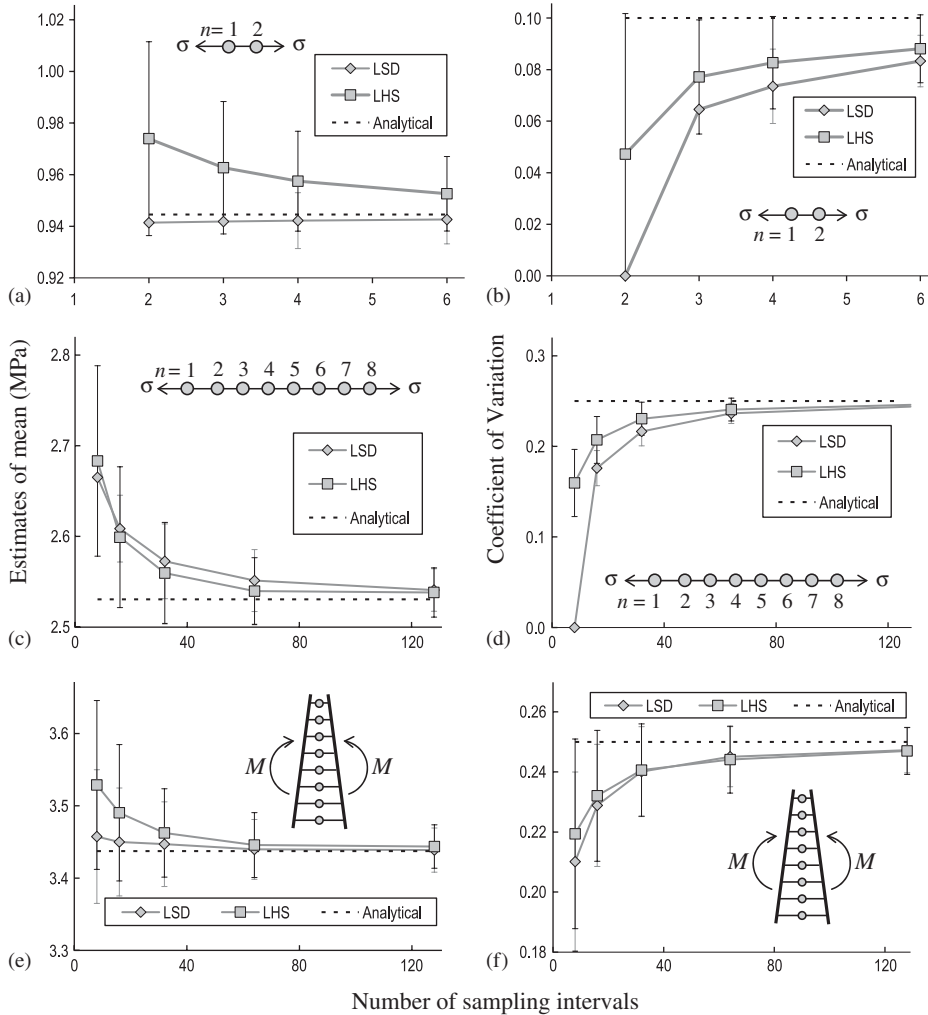 1.02
1.00
0.98
0.96
0.94
0.92
n= 1 2
σ σ
LSD
LHS
Analytical
(a)
1 2 3 4 5 6
0.10
0.08
0.06
0.04
0.02
0.00
LSD
LHS
Analytical
σ σ
n = 1 2
(b)
1 2 3 4 5 6
Estimates of mean (MPa)
2.8
2.7
2.6
2.5
n= 1 2 3 4 5 6 7 8
σ σ
LSD
LHS
Analytical
(c)
0 40 80 120
Coefficient of Variation
0.3
0.2
0.1
0.0
LSD
LHS
Analytical
σ σ
n = 1 2 3 4 5 6 7 8
(d)
0 40 80 120
3.6
3.5
3.4
3.3
M M
LSD LHS Analytical
(e)
0 40 80 120
LSD LHS Analytical
0.26
0.24
0.22
0.20
0.18
M M
(f)
0 40 80 120
Number of sampling intervals